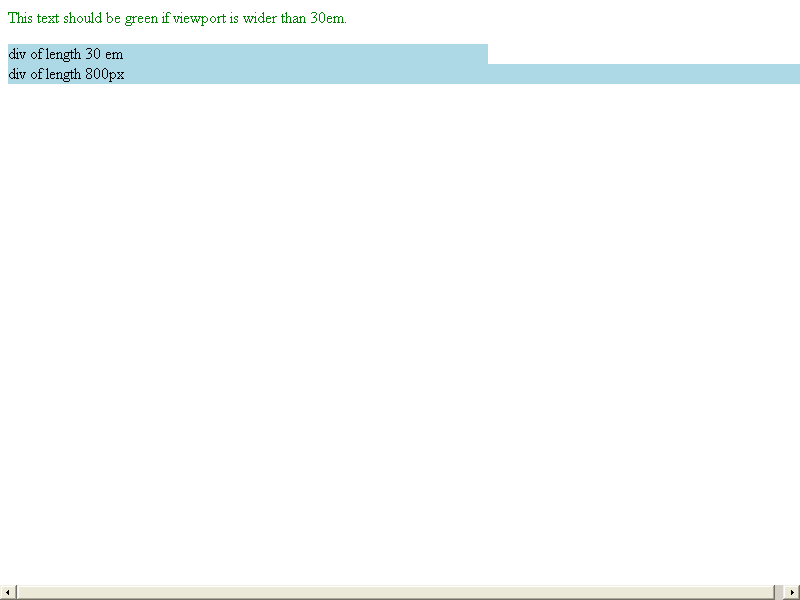 This text should be green if viewport is wider than 30em.
div of length 30 em
div of length 800px